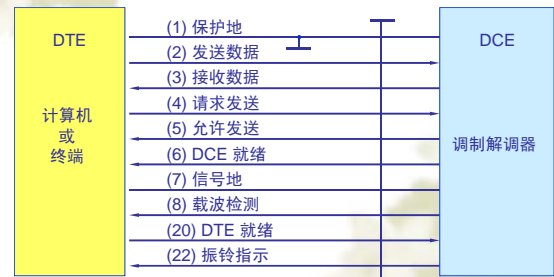 DTE
计算机
或
终端
(1) 保护地
(2) 发送数据
(3) 接收数据
(4) 请求发送
(5) 允许发送
(6) DCE 就绪
(7) 信号地
(8) 载波检测
(20) DTE 就绪
(22) 振铃指示
DCE
调制解调器